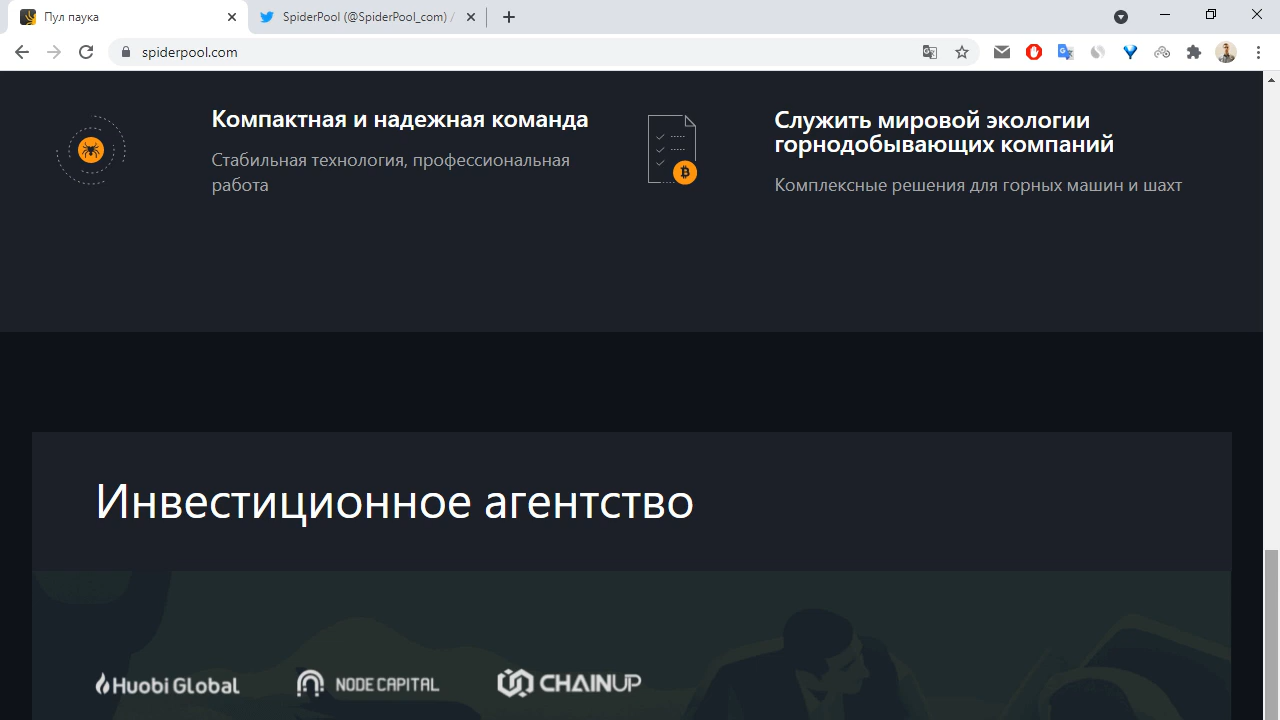 Пул паука
SpiderPool (@SpiderPool_com) /
spiderpool.com
Компактная и надежная команда
Стабильная технология, профессиональная
работа
Служить мировой экологии
горнодобывающих компаний
Комплексные решения для горных машин и шахт
Инвестиционное агентство
Huobi Global
NODE CAPITAL
CHAINUP